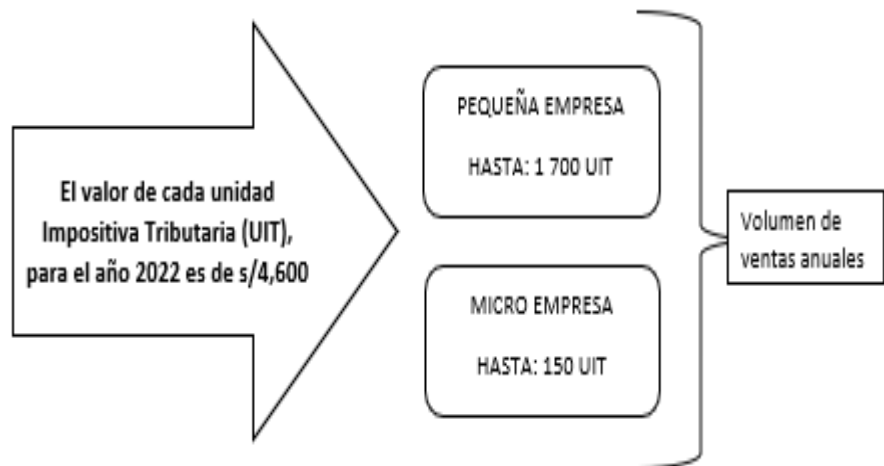 El valor de cada unidad
Impositiva Tributaria (UIT),
para el año 2022 es de s/4,600
PEQUEÑA EMPRESA
HASTA: 1 700 UIT
MICRO EMPRESA
HASTA: 150 UIT
Volumen de
ventas anuales